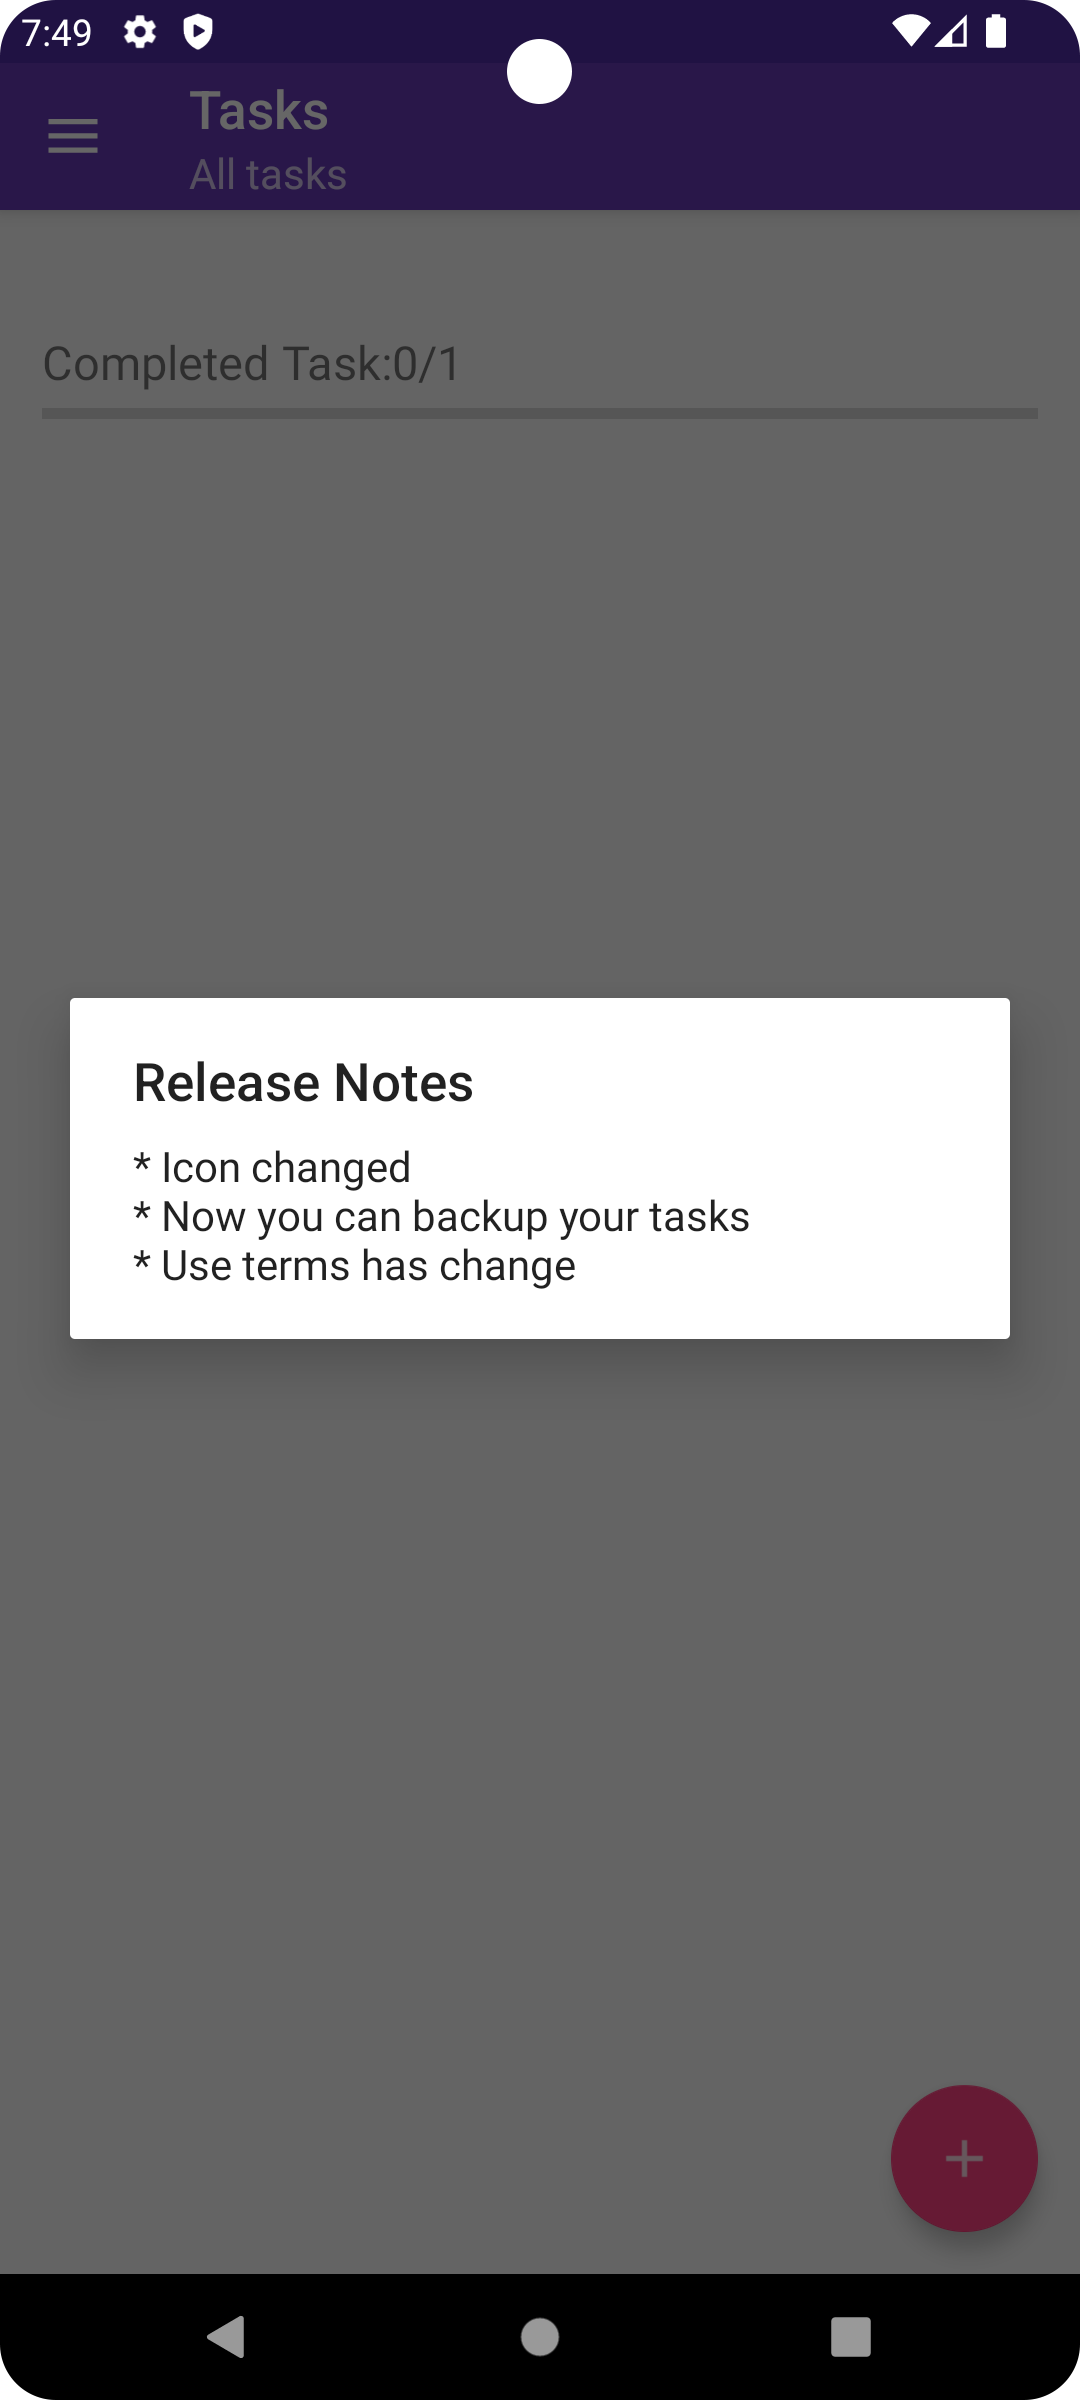 7:49
Tasks
All tasks
Completed Task:0/1
Release Notes
* Icon changed
* Now you can backup your tasks
* Use terms has change